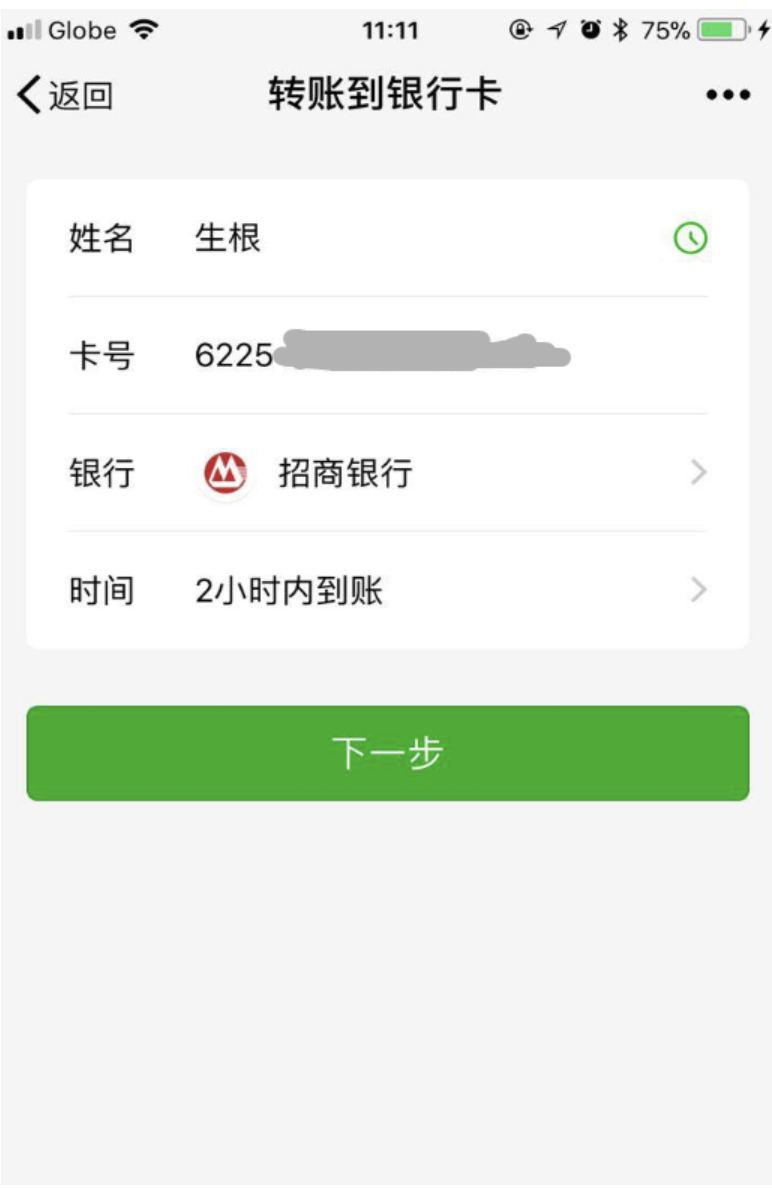 Globe 11:11 75%
返回 转账到银行卡
姓名 生根
卡号 6225
银行 招商银行
时间 2小时内到账
下一步